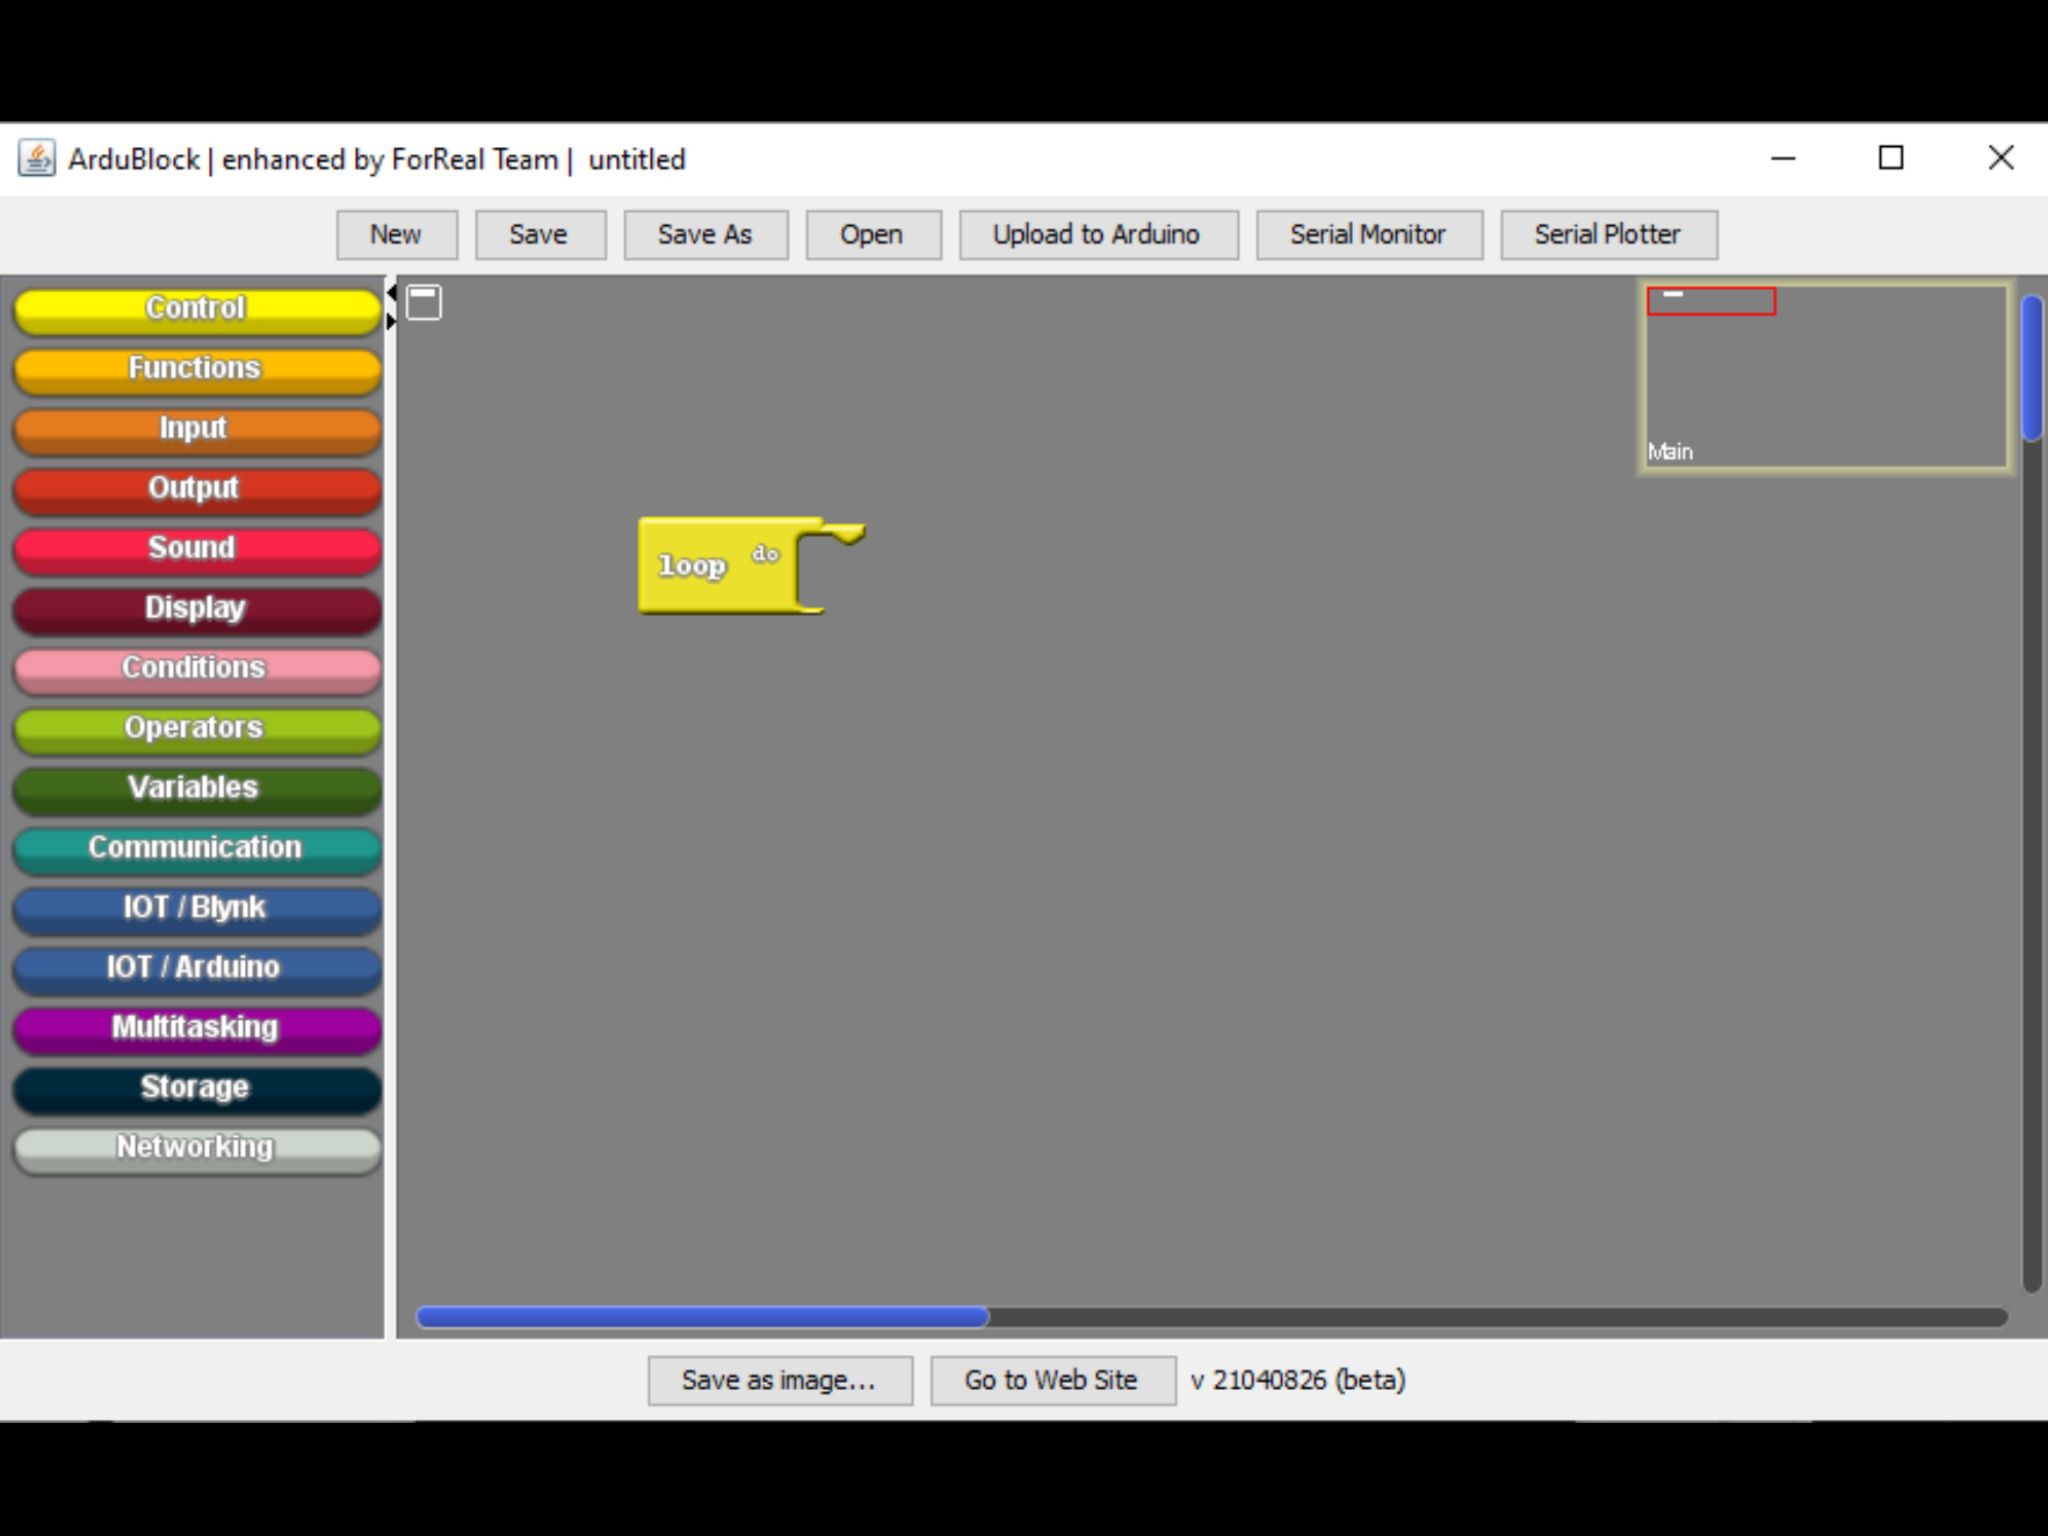 ArduBlock | enhanced by ForReal Team | untitled
New Save Save As Open Upload to Arduino Serial Monitor Serial Plotter
Control
Functions
Input
Output
Sound
Display
Conditions
Operators
Variables
Communication
IOT / Blynk
IOT / Arduino
Multitasking
Storage
Networking
loop do
Main
Save as image... Go to Web Site v 21040826 (beta)